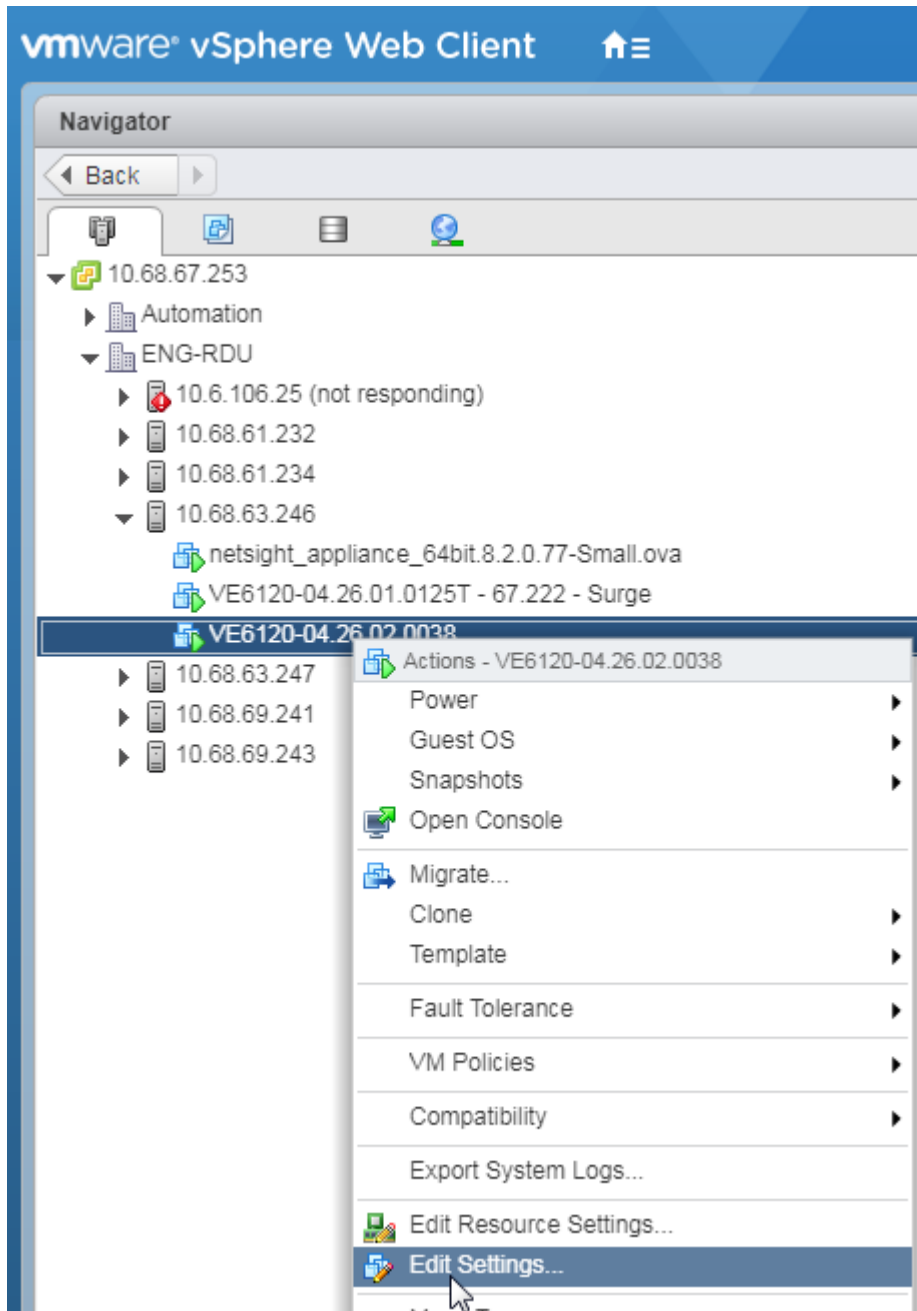 vmware® vSphere Web Client
Navigator
Back
10.68.67.253
Automation
ENG-RDU
10.6.106.25 (not responding)
10.68.61.232
10.68.61.234
10.68.63.246
netsight_appliance_64bit.8.2.0.77-Small.ova
VE6120-04.26.01.0125T - 67.222 - Surge
VE6120-04.26.02.0038
10.68.63.247
10.68.69.241
10.68.69.243
Actions - VE6120-04.26.02.0038
Power
Guest OS
Snapshots
Open Console
Migrate...
Clone
Template
Fault Tolerance
VM Policies
Compatibility
Export System Logs...
Edit Resource Settings...
Edit Settings...